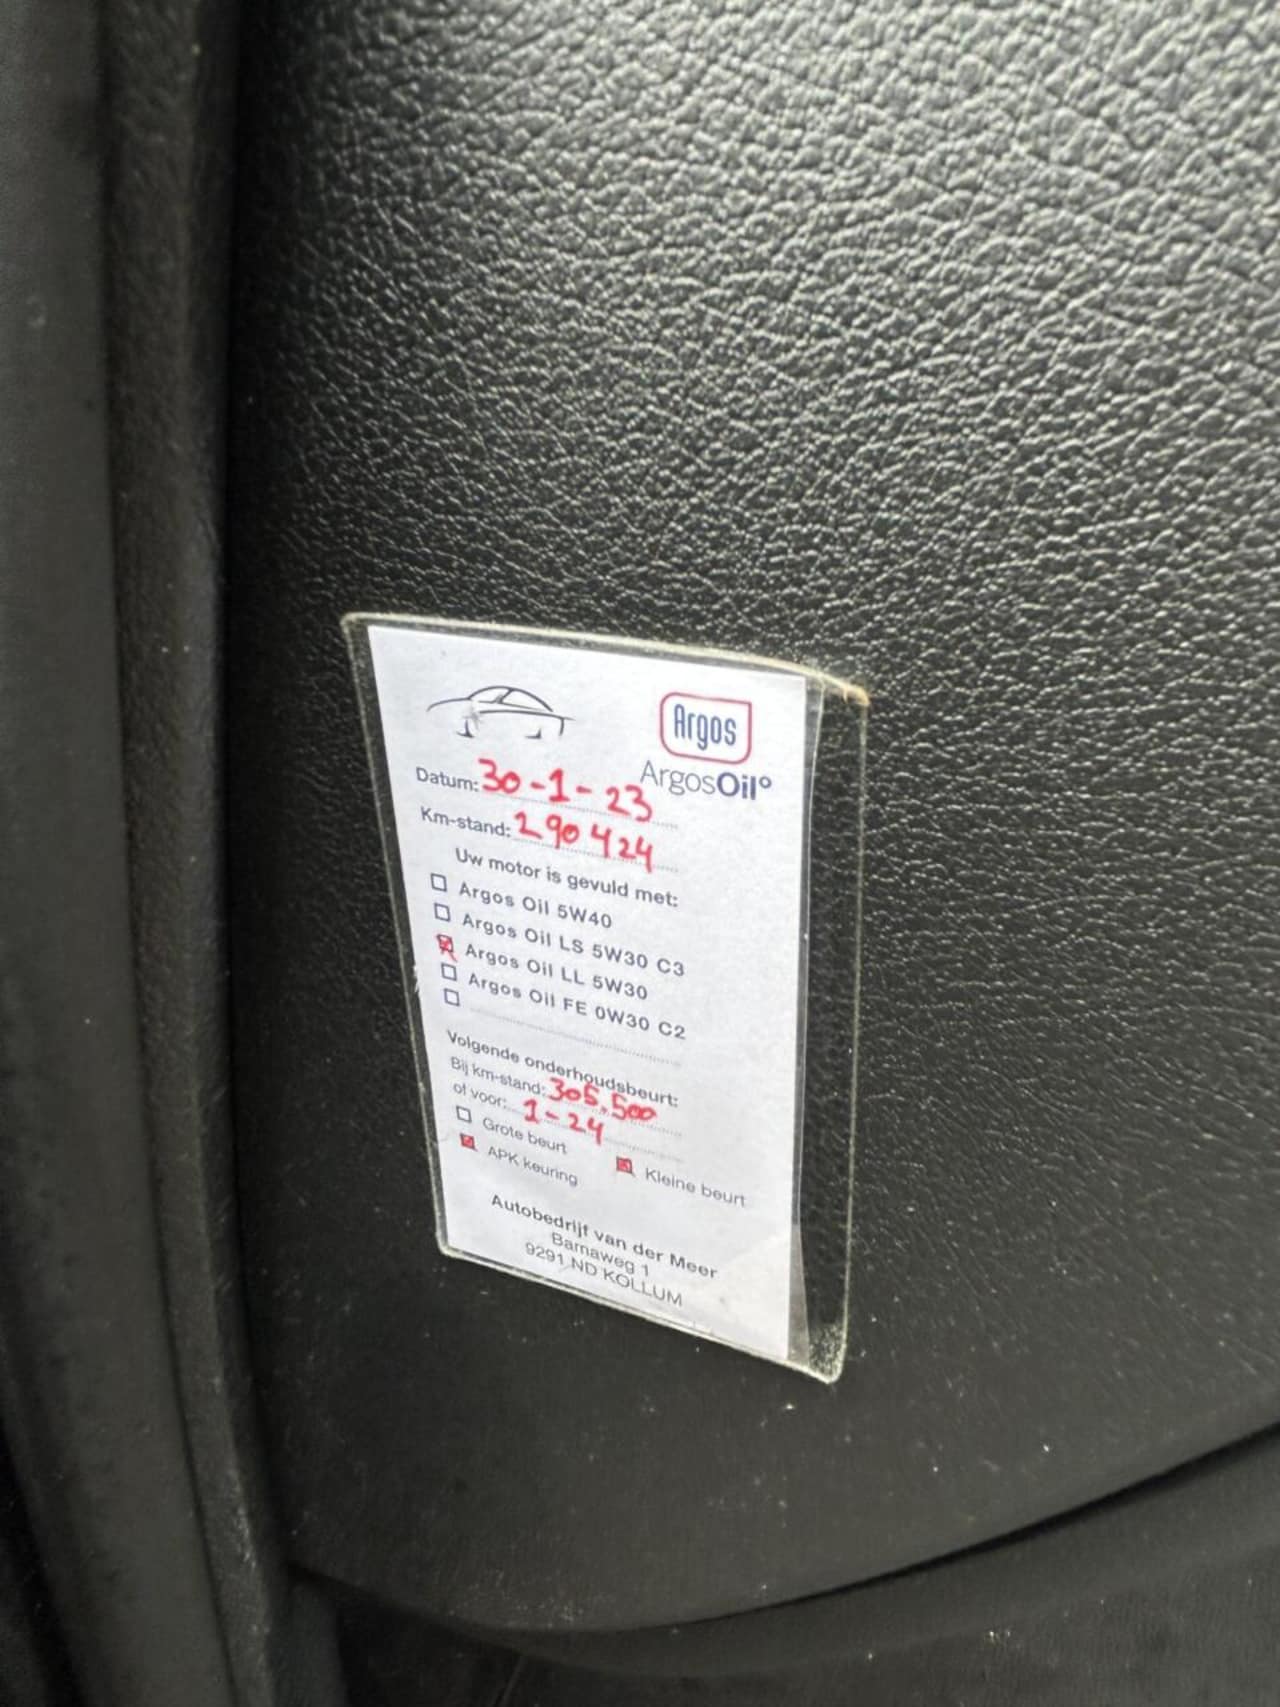 Argos
ArgosOil°
Datum: 30-1-23
Km-stand: 290424
Uw motor is gevuld met:
Argos Oil 5W40
Argos Oil LS 5W30 C3
Argos Oil LL 5W30
Argos Oil FE 0W30 C2
Volgende onderhoudsbeurt:
Bij km-stand: 305.500
of voor: 1-24
Grote beurt
APK keuring Kleine beurt
Autobedrijf van der Meer
Barnaweg 1
9291 ND KOLLUM